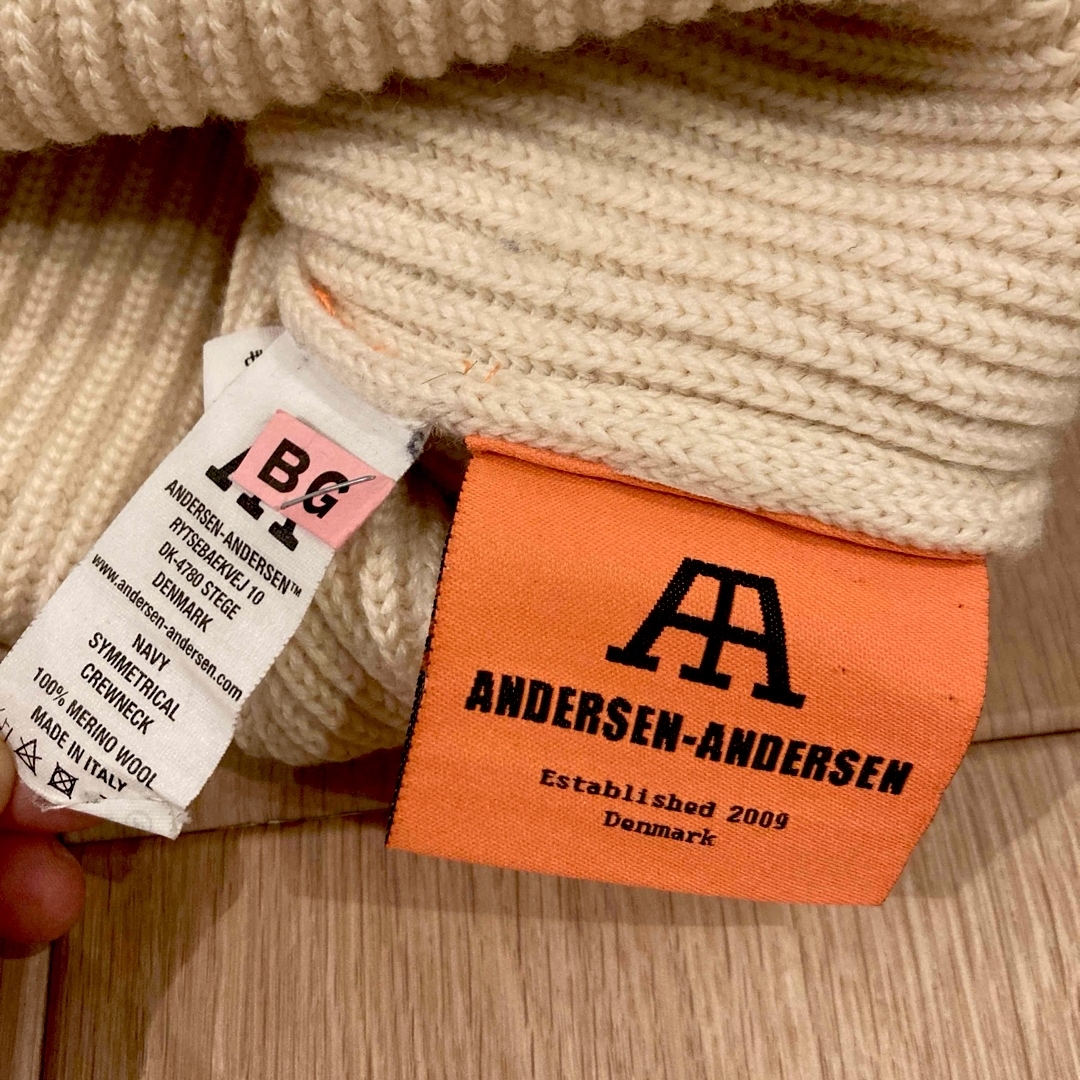 BG
ANDERSEN-ANDERSEN™
RYTSEBAEKVEJ 10
DK-4780 STEGE
DENMARK
www.andersen-andersen.com
NAVY
SYMMETRICAL
CREWNECK
100% MERINO WOOL
MADE IN ITALY
AA
ANDERSEN-ANDERSEN
Established 2009
Denmark